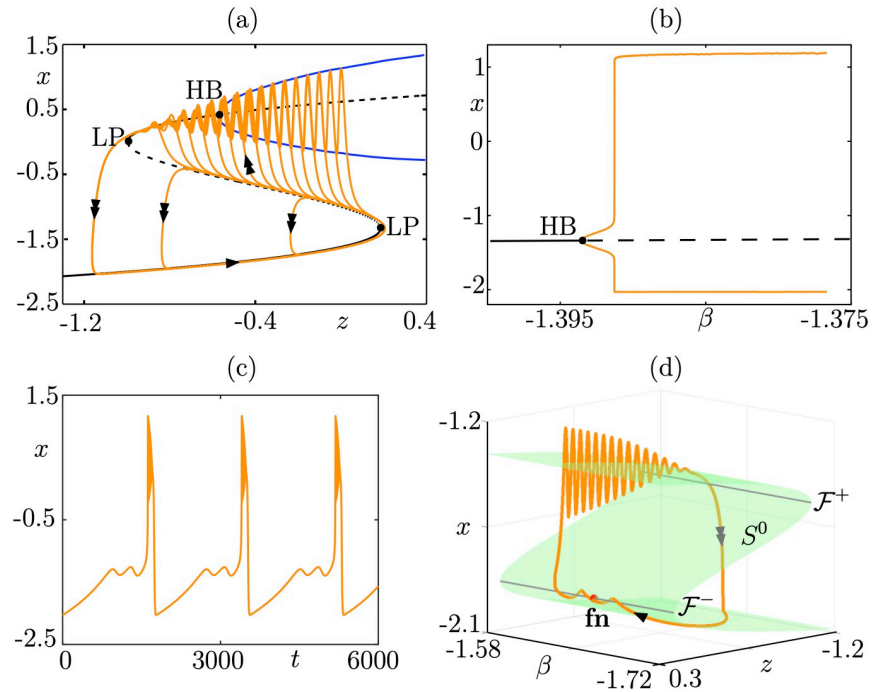 (a)
1.5
x
0.5
-0.5
-1.5
-2.5
HB
LP
LP
-1.2
-0.4
z
0.4
(b)
1
x
0
-1
-2
HB
-1.395
β
-1.375
(c)
1.5
x
-0.5
-2.5
0
3000
t
6000
(d)
-1.2
x
-2.1
-1.58
β
-1.72
0.3
z
-1.2
F⁺
S⁰
F⁻
fn